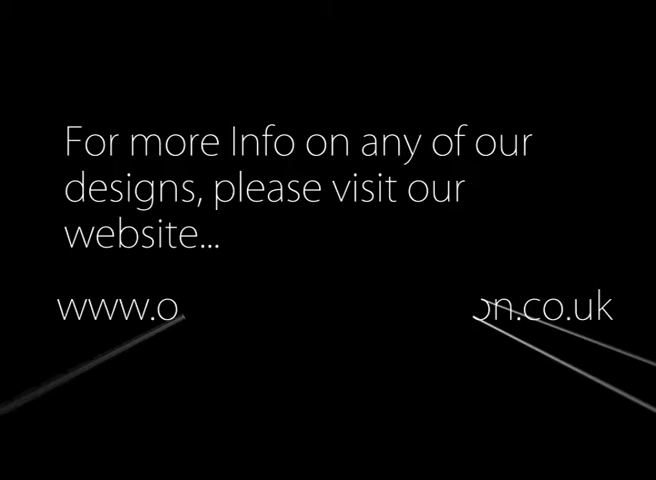 For more Info on any of our
designs, please visit our
website...
www.o on.co.uk